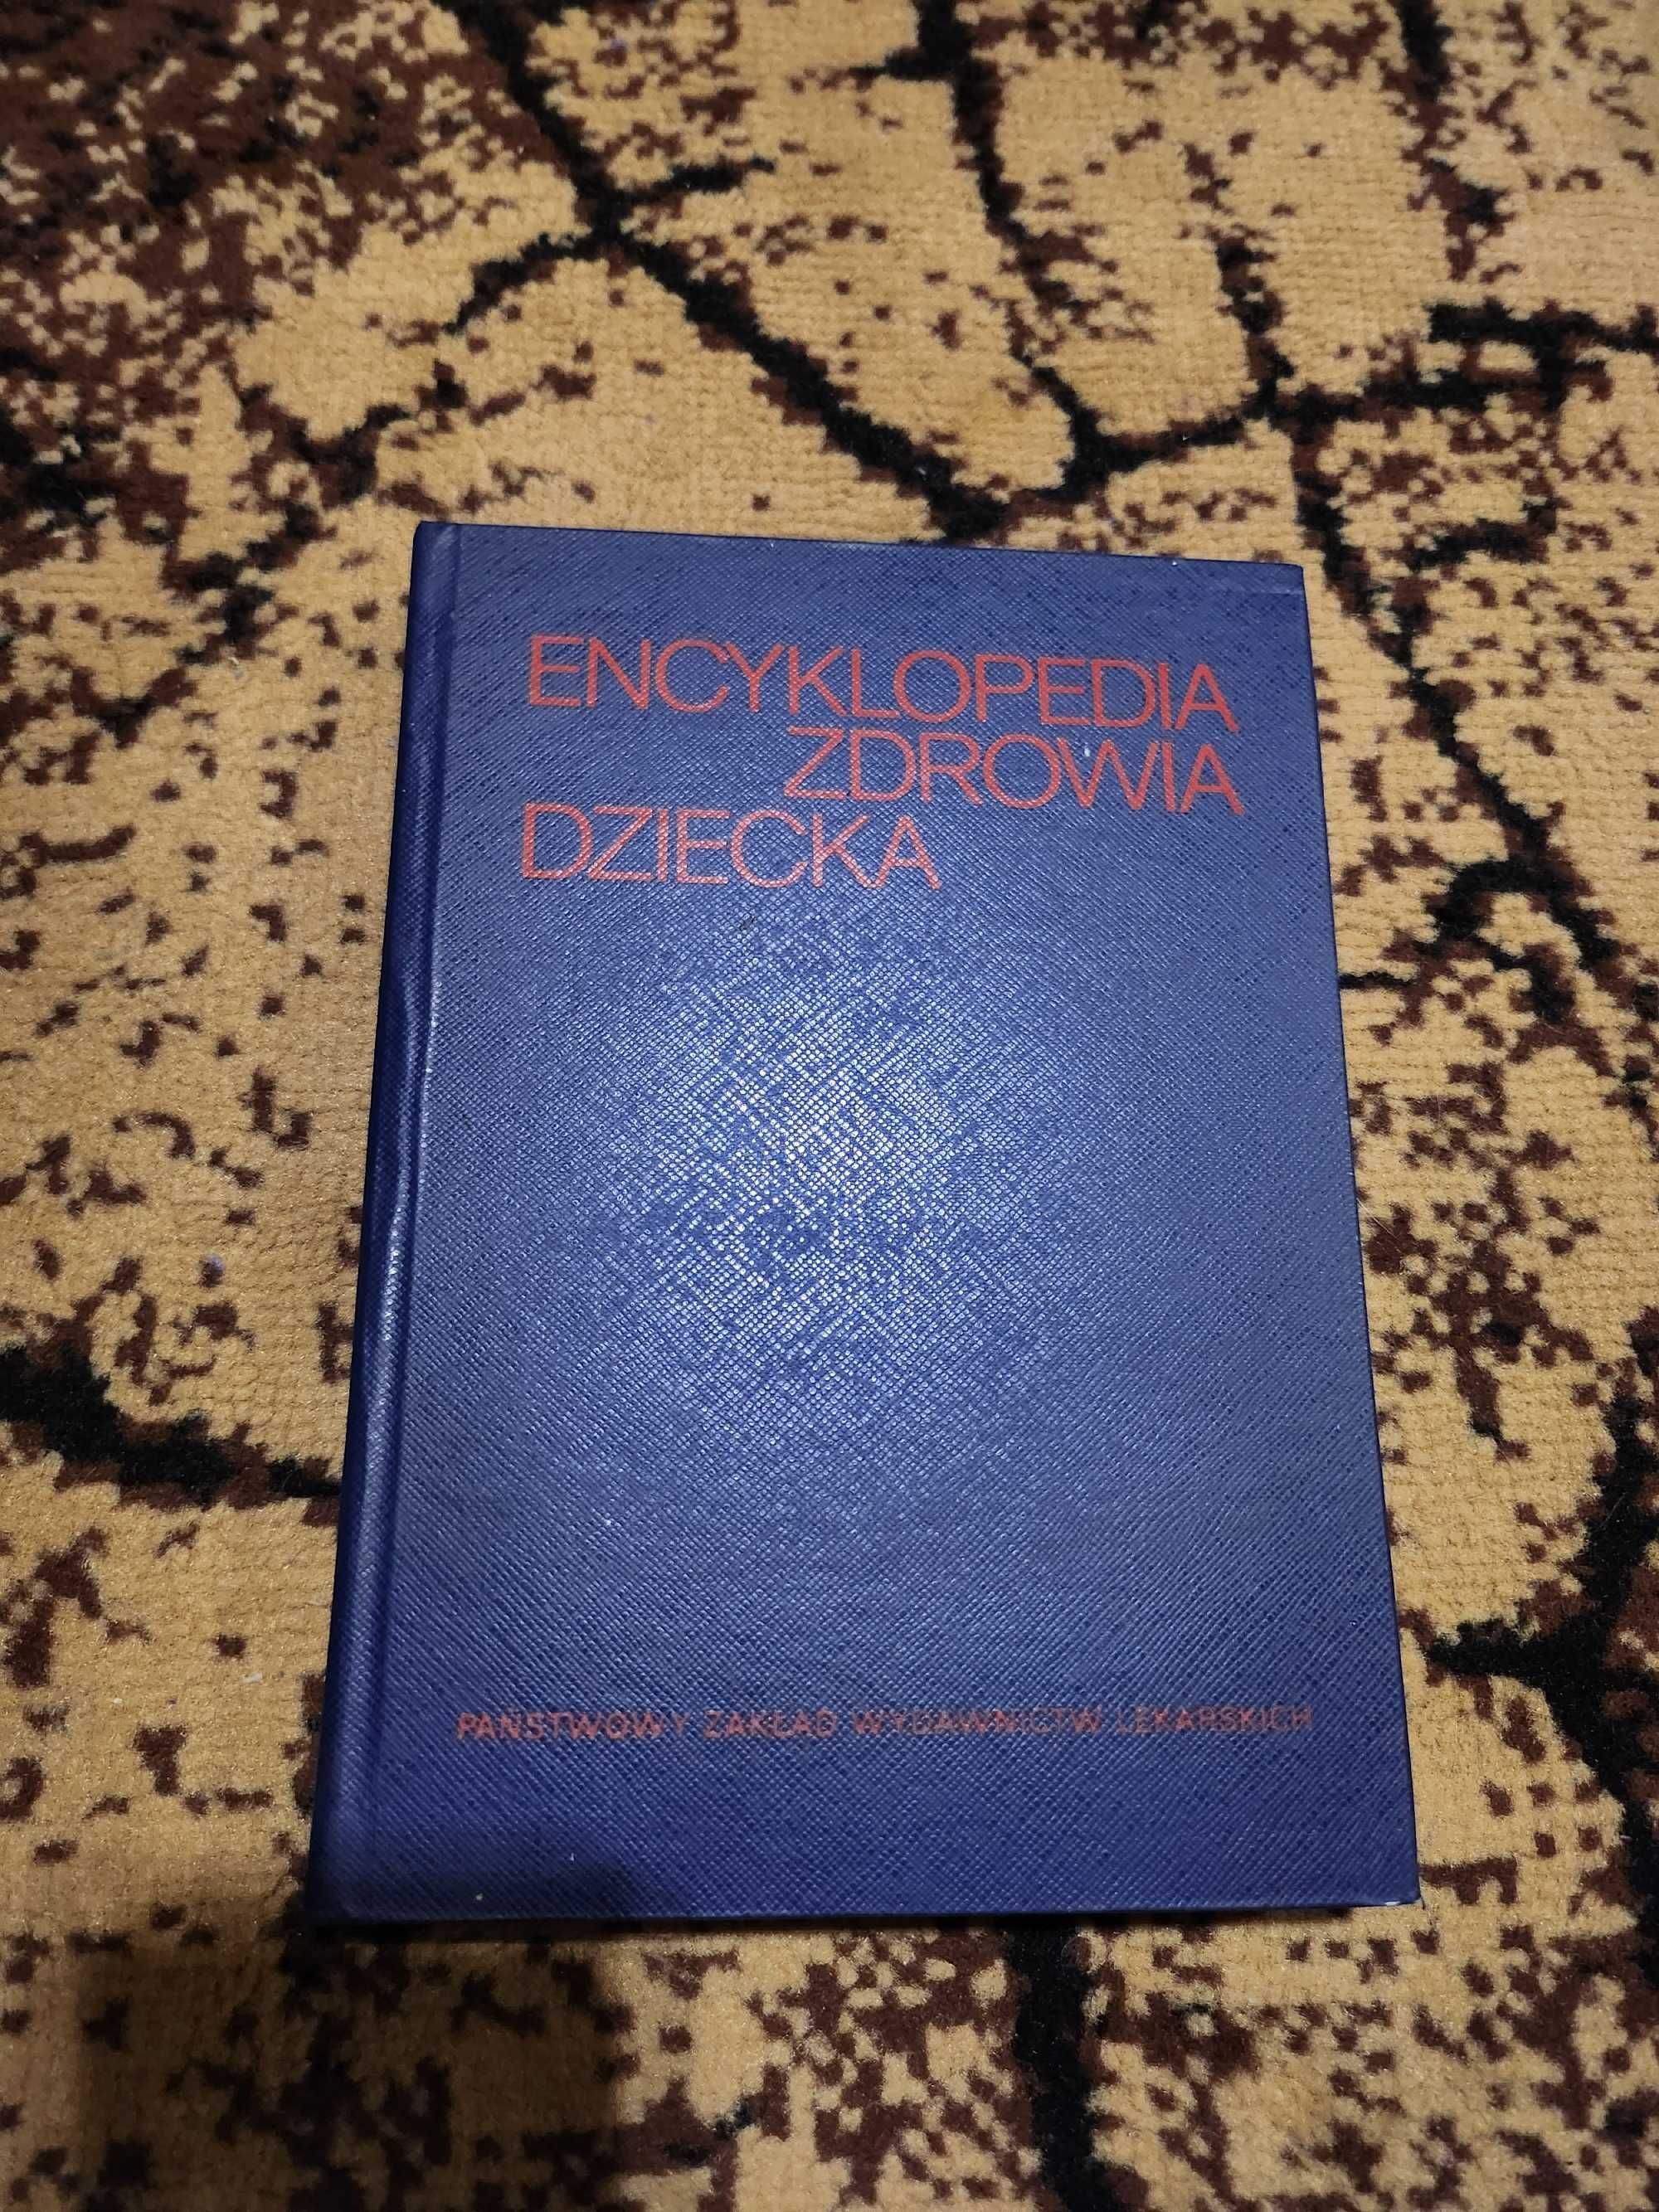 ENCYKLOPEDIA
ZDROWIA
DZIECKA
PAŃSTWOWY ZAKŁAD WYDAWNICTW LEKARSKICH